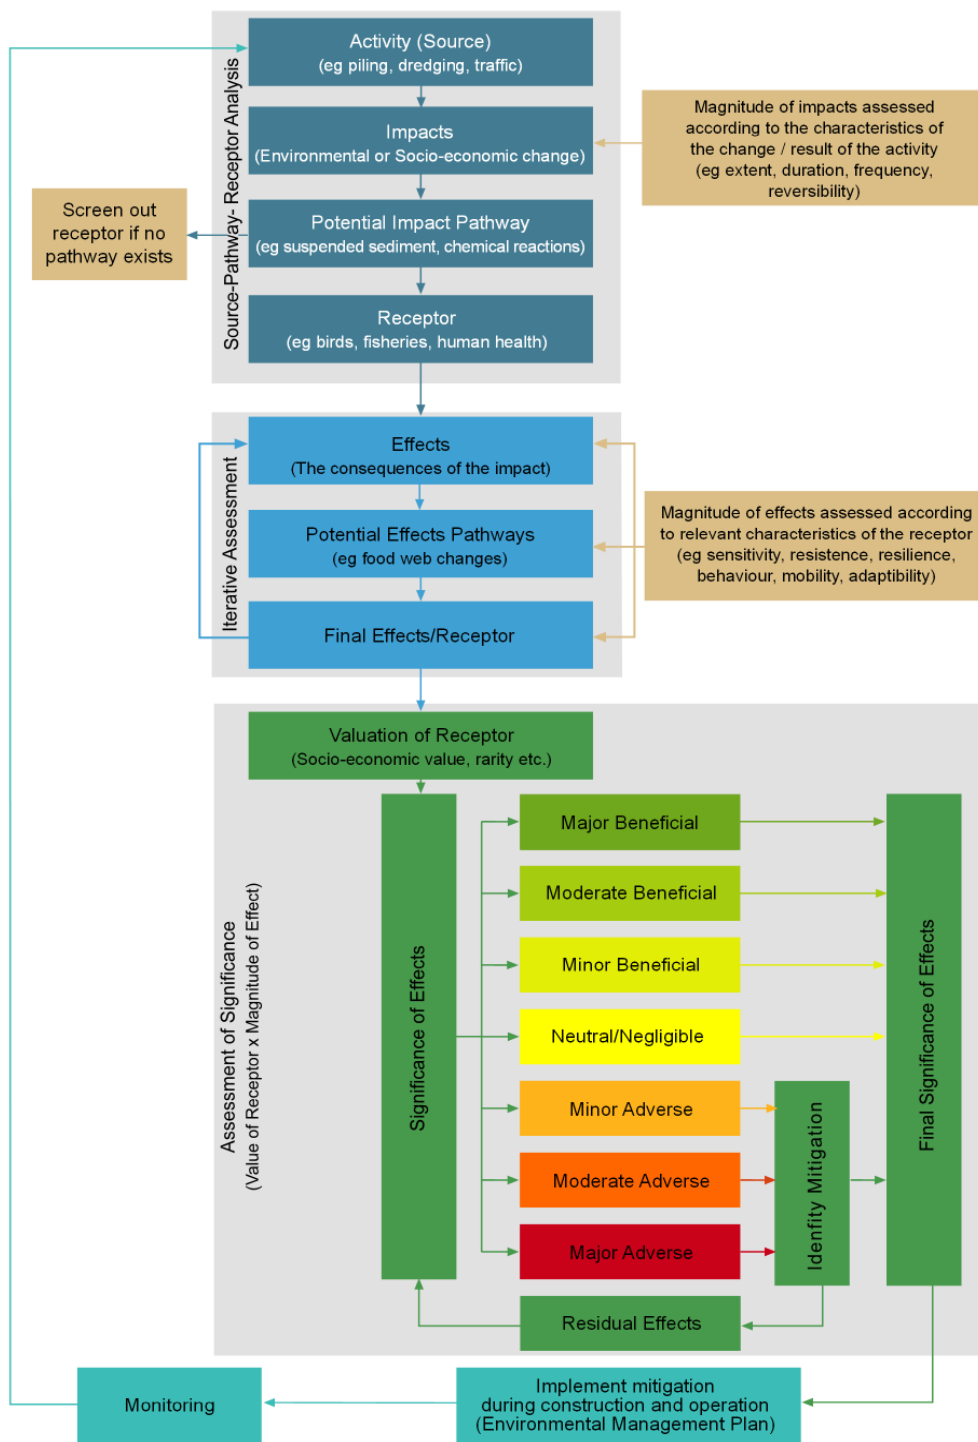 Activity (Source)
(eg piling, dredging, traffic)
Impacts
(Environmental or Socio-economic change)
Potential Impact Pathway
(eg suspended sediment, chemical reactions)
Receptor
(eg birds, fisheries, human health)
Source-Pathway- Receptor Analysis
Magnitude of impacts assessed
according to the characteristics of
the change / result of the activity
(eg extent, duration, frequency,
reversibility)
Screen out
receptor if no
pathway exists
Effects
(The consequences of the impact)
Potential Effects Pathways
(eg food web changes)
Final Effects/Receptor
Iterative Assessment
Magnitude of effects assessed according
to relevant characteristics of the receptor
(eg sensitivity, resistence, resilience,
behaviour, mobility, adaptibility)
Valuation of Receptor
(Socio-economic value, rarity etc.)
Assessment of Significance
(Value of Receptor x Magnitude of Effect)
Significance of Effects
Major Beneficial
Moderate Beneficial
Minor Beneficial
Neutral/Negligible
Minor Adverse
Moderate Adverse
Major Adverse
Residual Effects
Idenfity Mitigation
Final Significance of Effects
Monitoring
Implement mitigation
during construction and operation
(Environmental Management Plan)